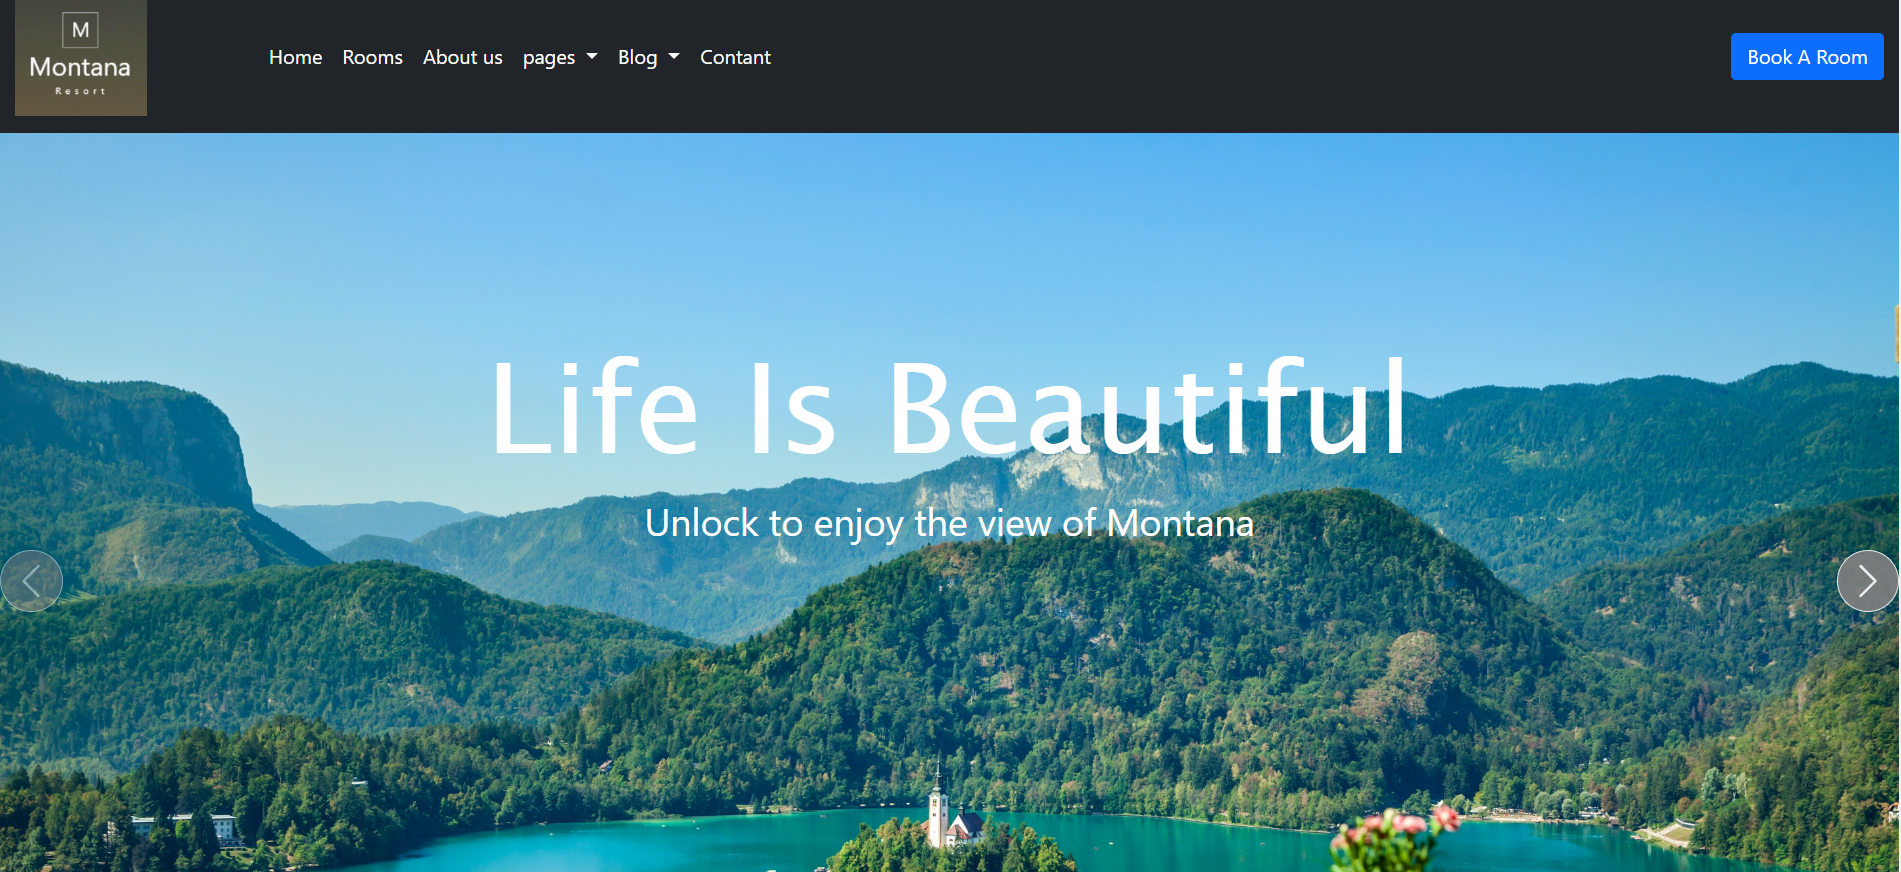 M
Montana
Resort
Home Rooms About us pages Blog Contant
Book A Room
Life Is Beautiful
Unlock to enjoy the view of Montana